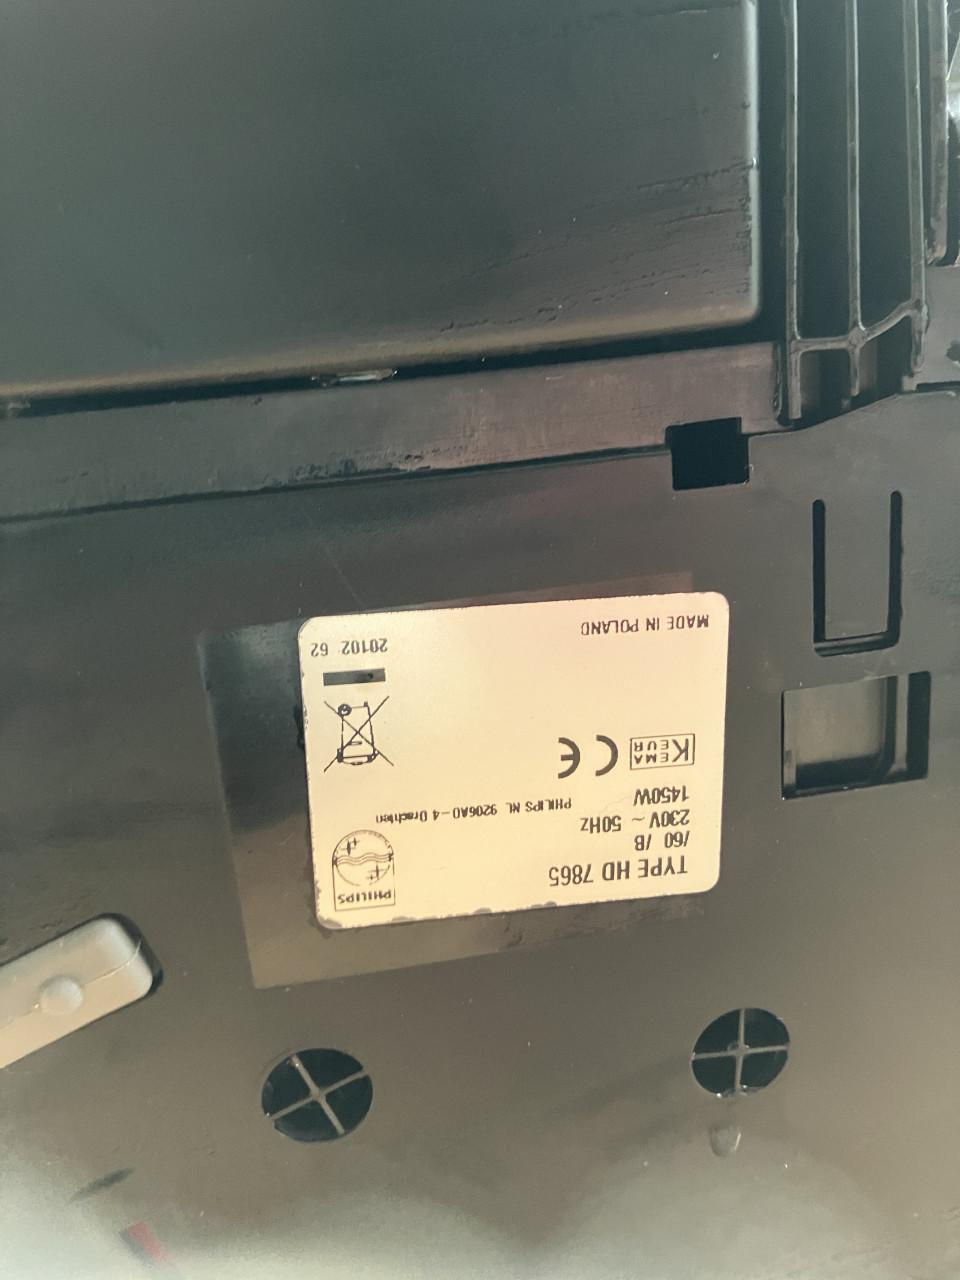 PHILIPS
TYPE HD 7865
/60 /B
230V ~ 50Hz
1450W
PHILIPS NL 9206AD-4 Drachten
KEMA
EUR
CE
20102 62
MADE IN POLAND